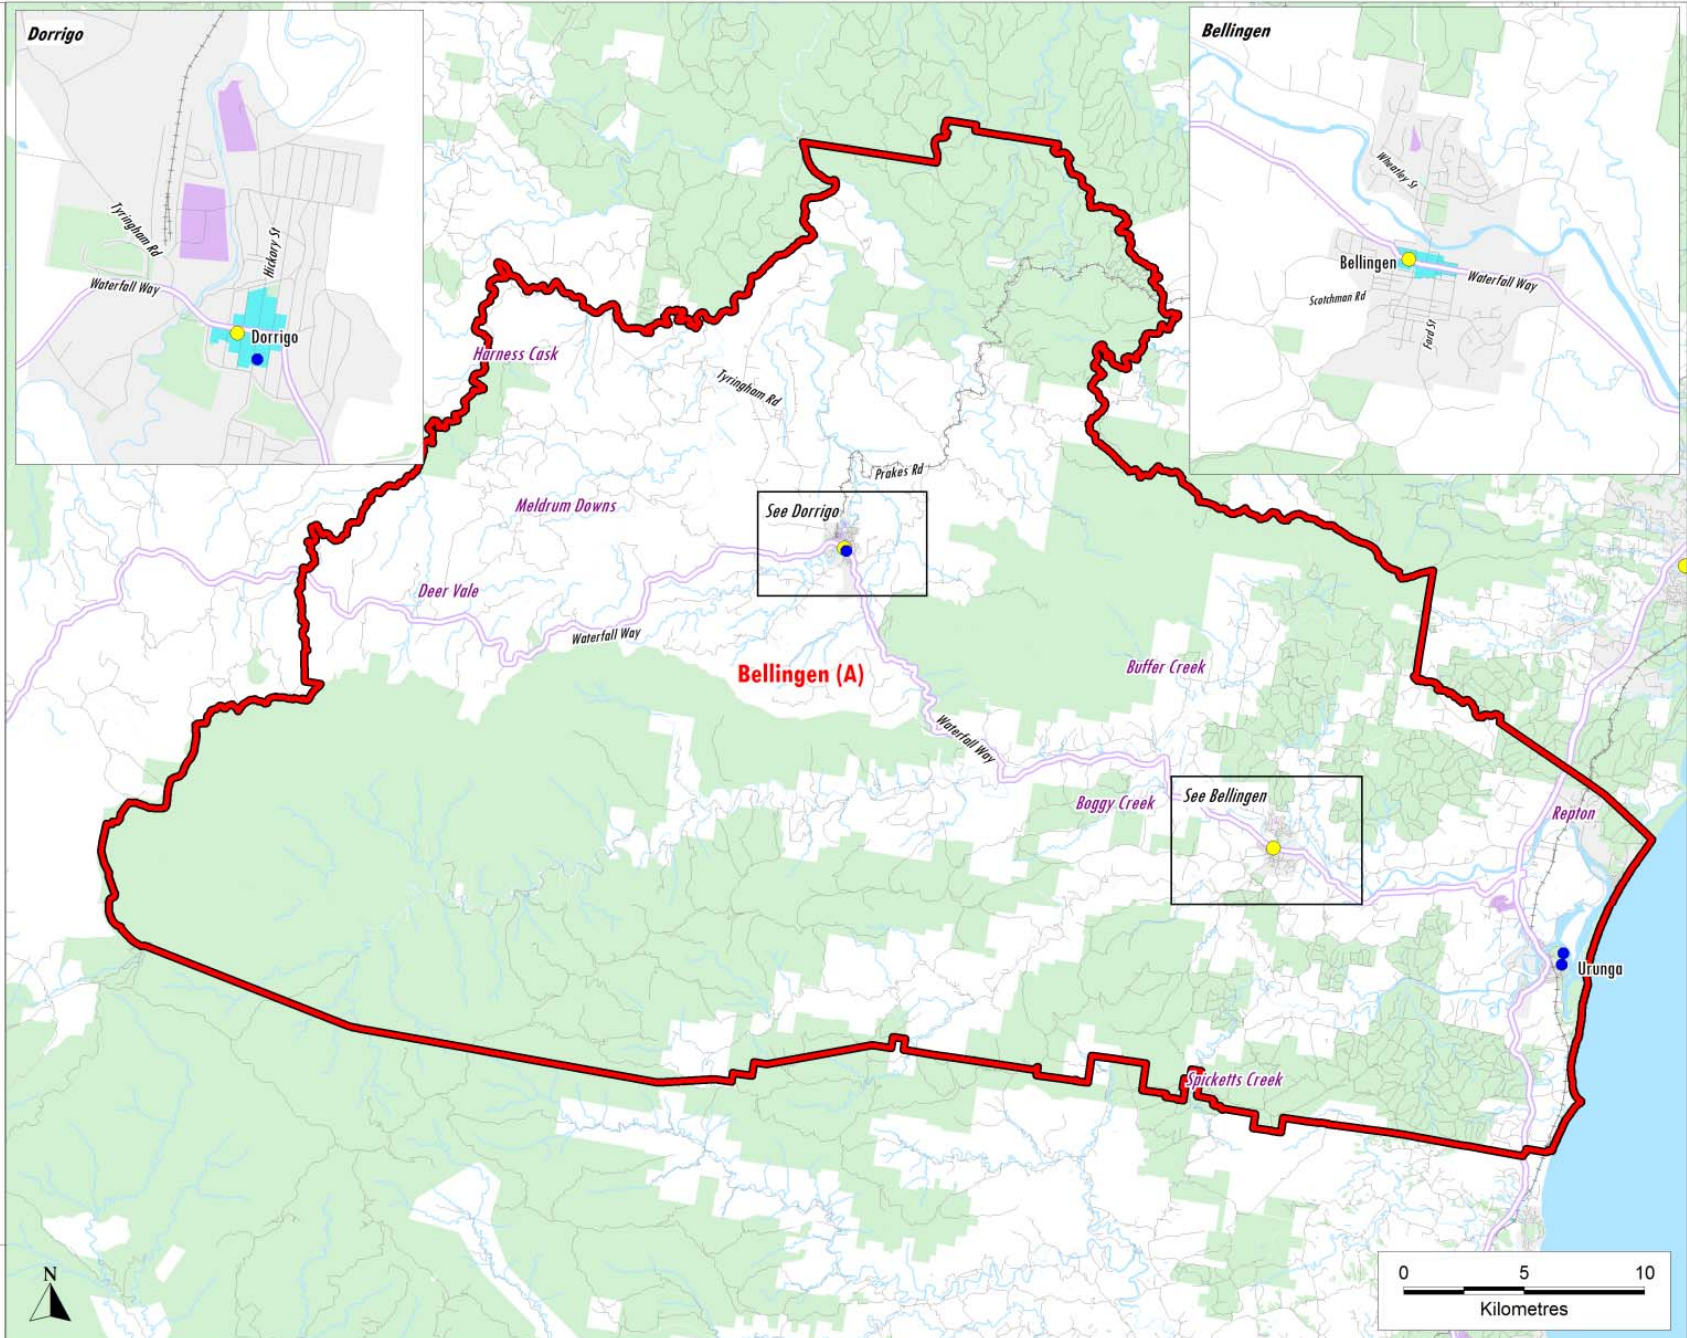 Dorrigo
Tyringham Rd
Hickory St
Waterfall Way
Dorrigo
Bellingen
Wheatley St
Bellingen
Waterfall Way
Scotchman Rd
Ford St
Harness Cask
Tyringham Rd
Prakes Rd
Meldrum Downs
See Dorrigo
Deer Vale
Waterfall Way
Bellingen (A)
Buffer Creek
Waterfall Way
Boggy Creek
See Bellingen
Repton
Urunga
Spicketts Creek
N
0 5 10
Kilometres